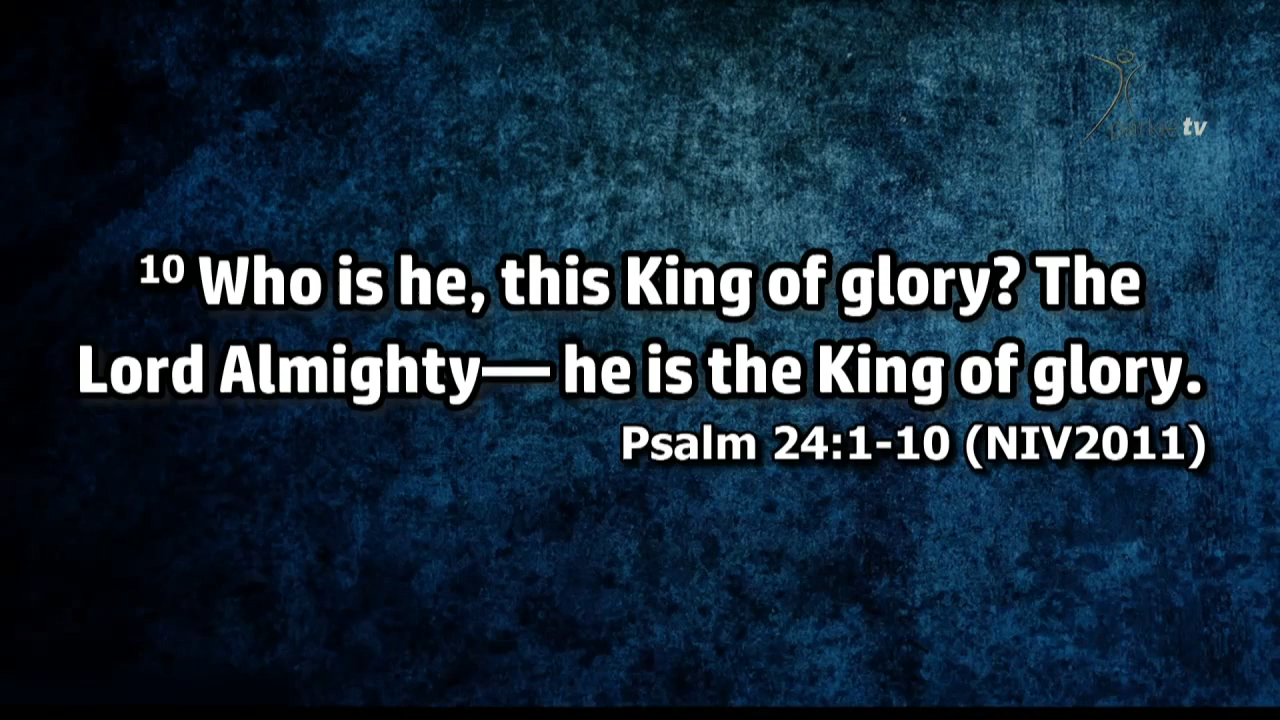 tv
¹⁰ Who is he, this King of glory? The
Lord Almighty— he is the King of glory.
Psalm 24:1-10 (NIV2011)